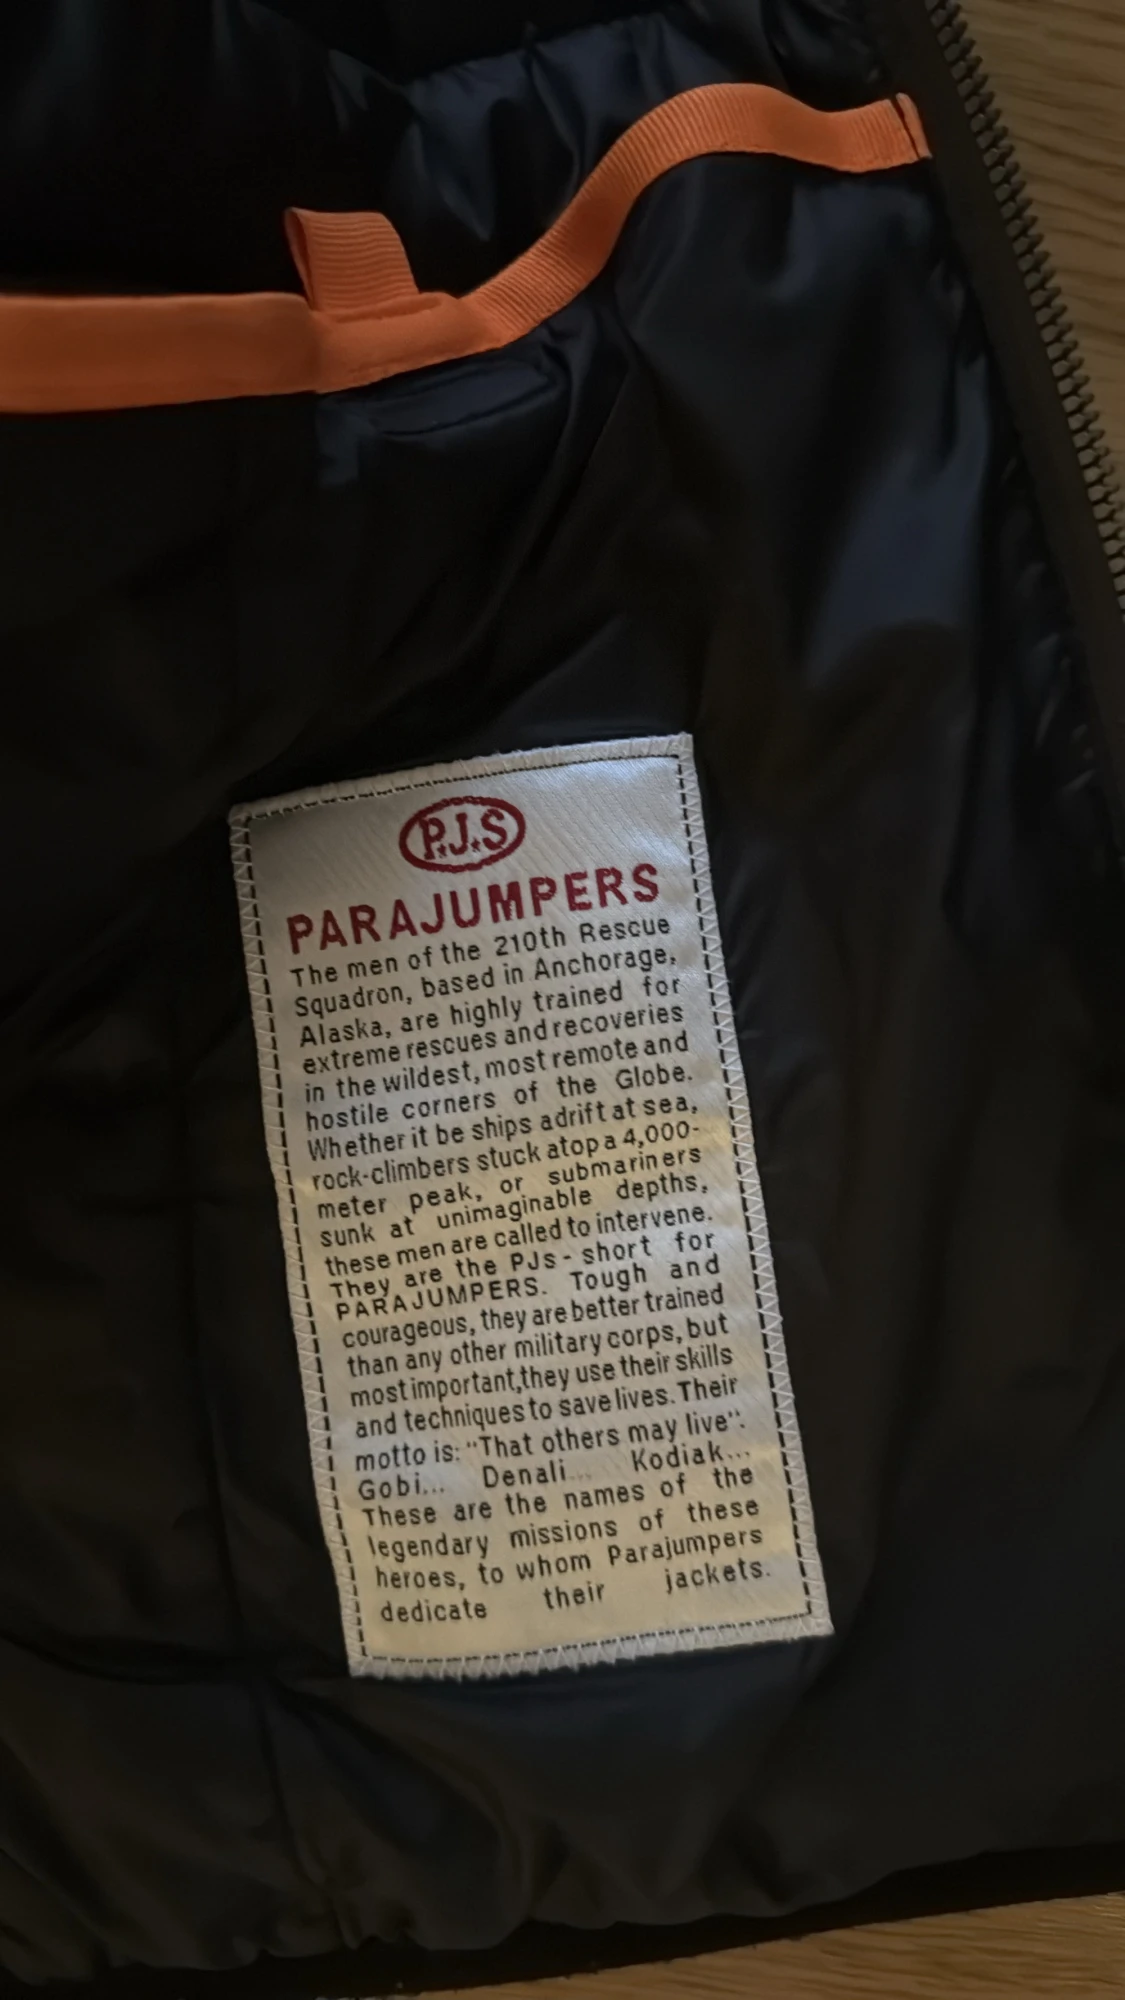 P.J.S
PARAJUMPERS
The men of the 210th Rescue
Squadron, based in Anchorage,
Alaska, are highly trained for
extreme rescues and recoveries
in the wildest, most remote and
hostile corners of the Globe.
Whether it be ships adrift at sea,
rock-climbers stuck atop a 4,000-
meter peak, or submariners
sunk at unimaginable depths,
these men are called to intervene.
They are the PJs - short for
PARAJUMPERS. Tough and
courageous, they are better trained
than any other military corps, but
most important,they use their skills
and techniques to save lives. Their
motto is: "That others may live".
Gobi... Denali... Kodiak...
These are the names of the
legendary missions of these
heroes, to whom Parajumpers
dedicate their jackets.